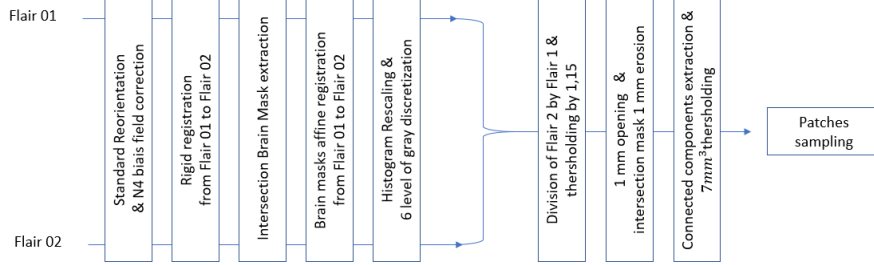 Flair 01
Flair 02
Standard Reorientation
& N4 biais field correction
Rigid registration
from Flair 01 to Flair 02
Intersection Brain Mask extraction
Brain masks affine registration
from Flair 01 to Flair 02
Histogram Rescaling &
6 level of gray discretization
Division of Flair 2 by Flair 1 &
thersholding by 1,15
1 mm opening &
intersection mask 1 mm erosion
Connected components extraction &
7mm³thersholding
Patches
sampling